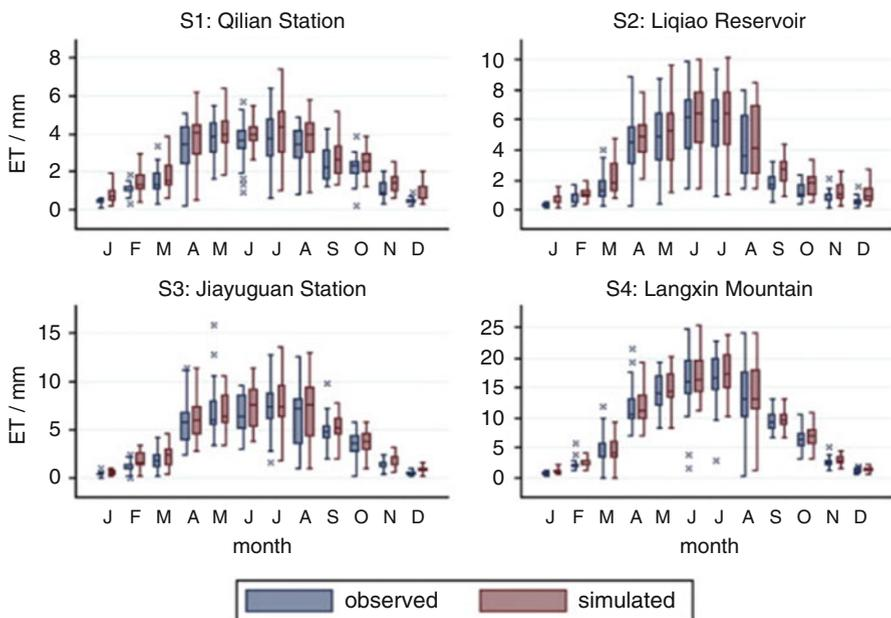 S1: Qilian Station
S2: Liqiao Reservoir
8
6
4
2
0
ET / mm
J F M A M J J A S O N D
10
8
6
4
2
0
J F M A M J J A S O N D
S3: Jiayuguan Station
S4: Langxin Mountain
15
10
5
0
ET / mm
J F M A M J J A S O N D
month
25
20
15
10
5
0
J F M A M J J A S O N D
month
observed simulated